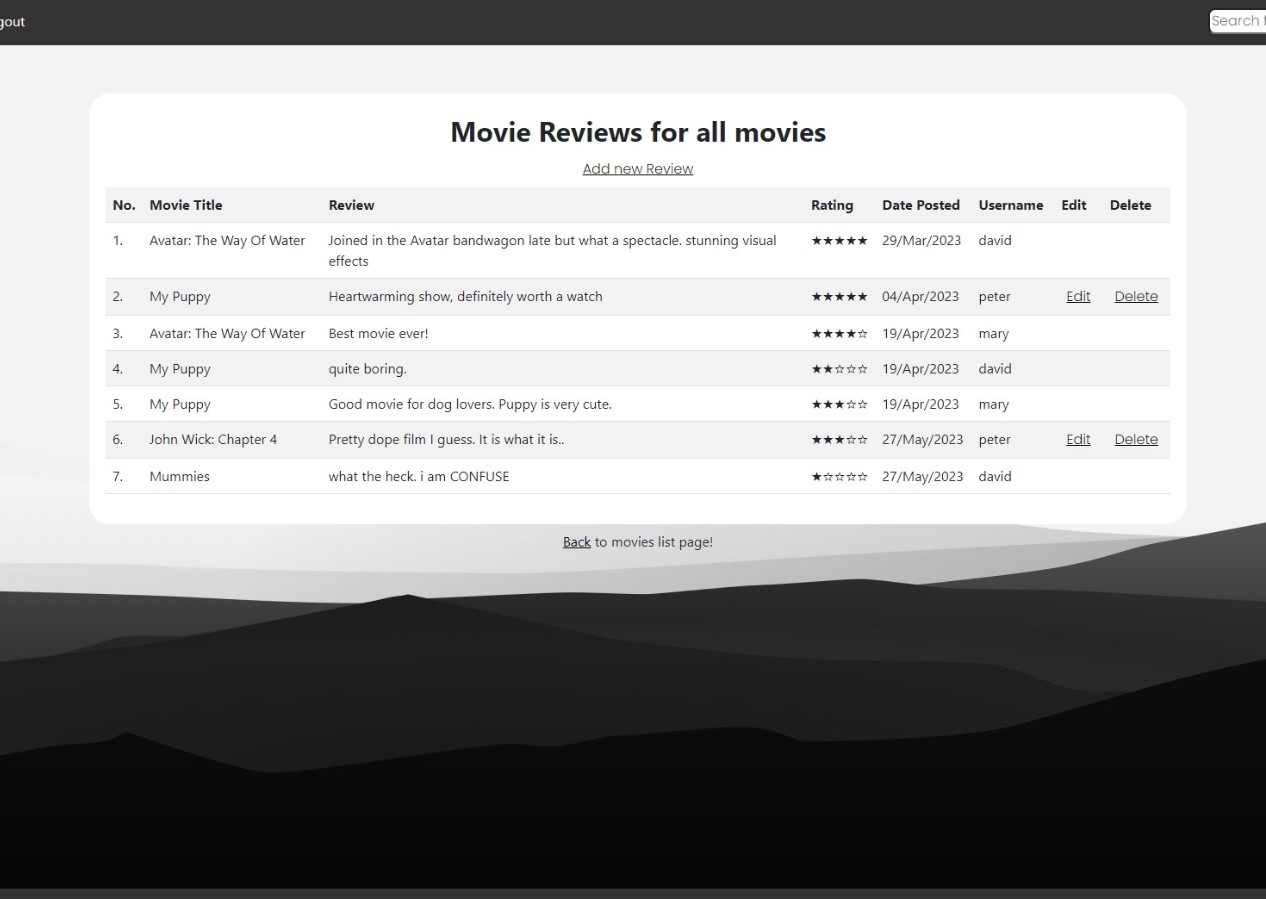 gout
Search f
Movie Reviews for all movies
Add new Review
No. Movie Title Review Rating Date Posted Username Edit Delete
1. Avatar: The Way Of Water Joined in the Avatar bandwagon late but what a spectacle. stunning visual ★★★★★ 29/Mar/2023 david
effects
2. My Puppy Heartwarming show, definitely worth a watch ★★★★★ 04/Apr/2023 peter Edit Delete
3. Avatar: The Way Of Water Best movie ever! ★★★★☆ 19/Apr/2023 mary
4. My Puppy quite boring. ★★☆☆☆ 19/Apr/2023 david
5. My Puppy Good movie for dog lovers. Puppy is very cute. ★★★☆☆ 19/Apr/2023 mary
6. John Wick: Chapter 4 Pretty dope film I guess. It is what it is.. ★★★☆☆ 27/May/2023 peter Edit Delete
7. Mummies what the heck. i am CONFUSE ★☆☆☆☆ 27/May/2023 david
Back to movies list page!